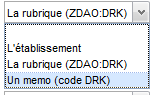 La rubrique (ZDAO:DRK)
L'établissement
La rubrique (ZDAO:DRK)
Un memo (code DRK)